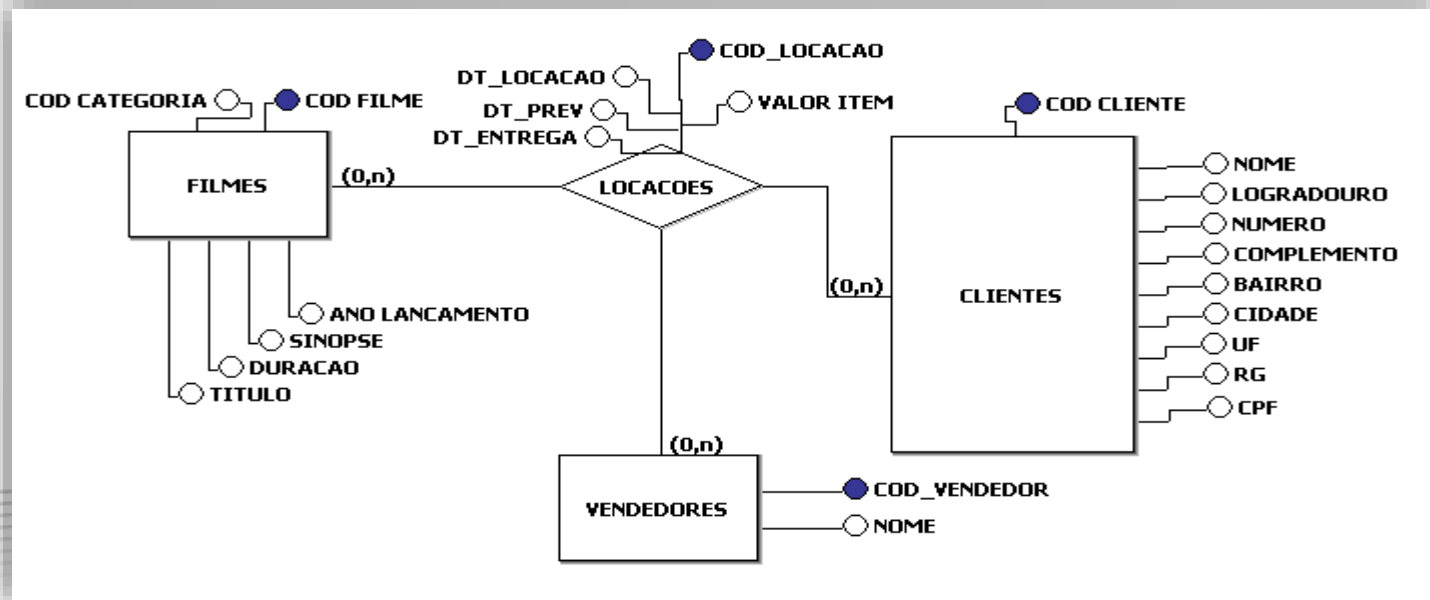 COD_LOCACAO
DT_LOCACAO
COD CATEGORIA
COD FILME
DT_PREV
VALOR ITEM
COD CLIENTE
DT_ENTREGA
FILMES
(0,n)
LOCACOES
NOME
LOGRADOURO
NUMERO
COMPLEMENTO
BAIRRO
CIDADE
UF
RG
CPF
(0,n)
CLIENTES
ANO LANCAMENTO
SINOPSE
DURACAO
TITULO
(0,n)
VENDEDORES
COD_VENDEDOR
NOME